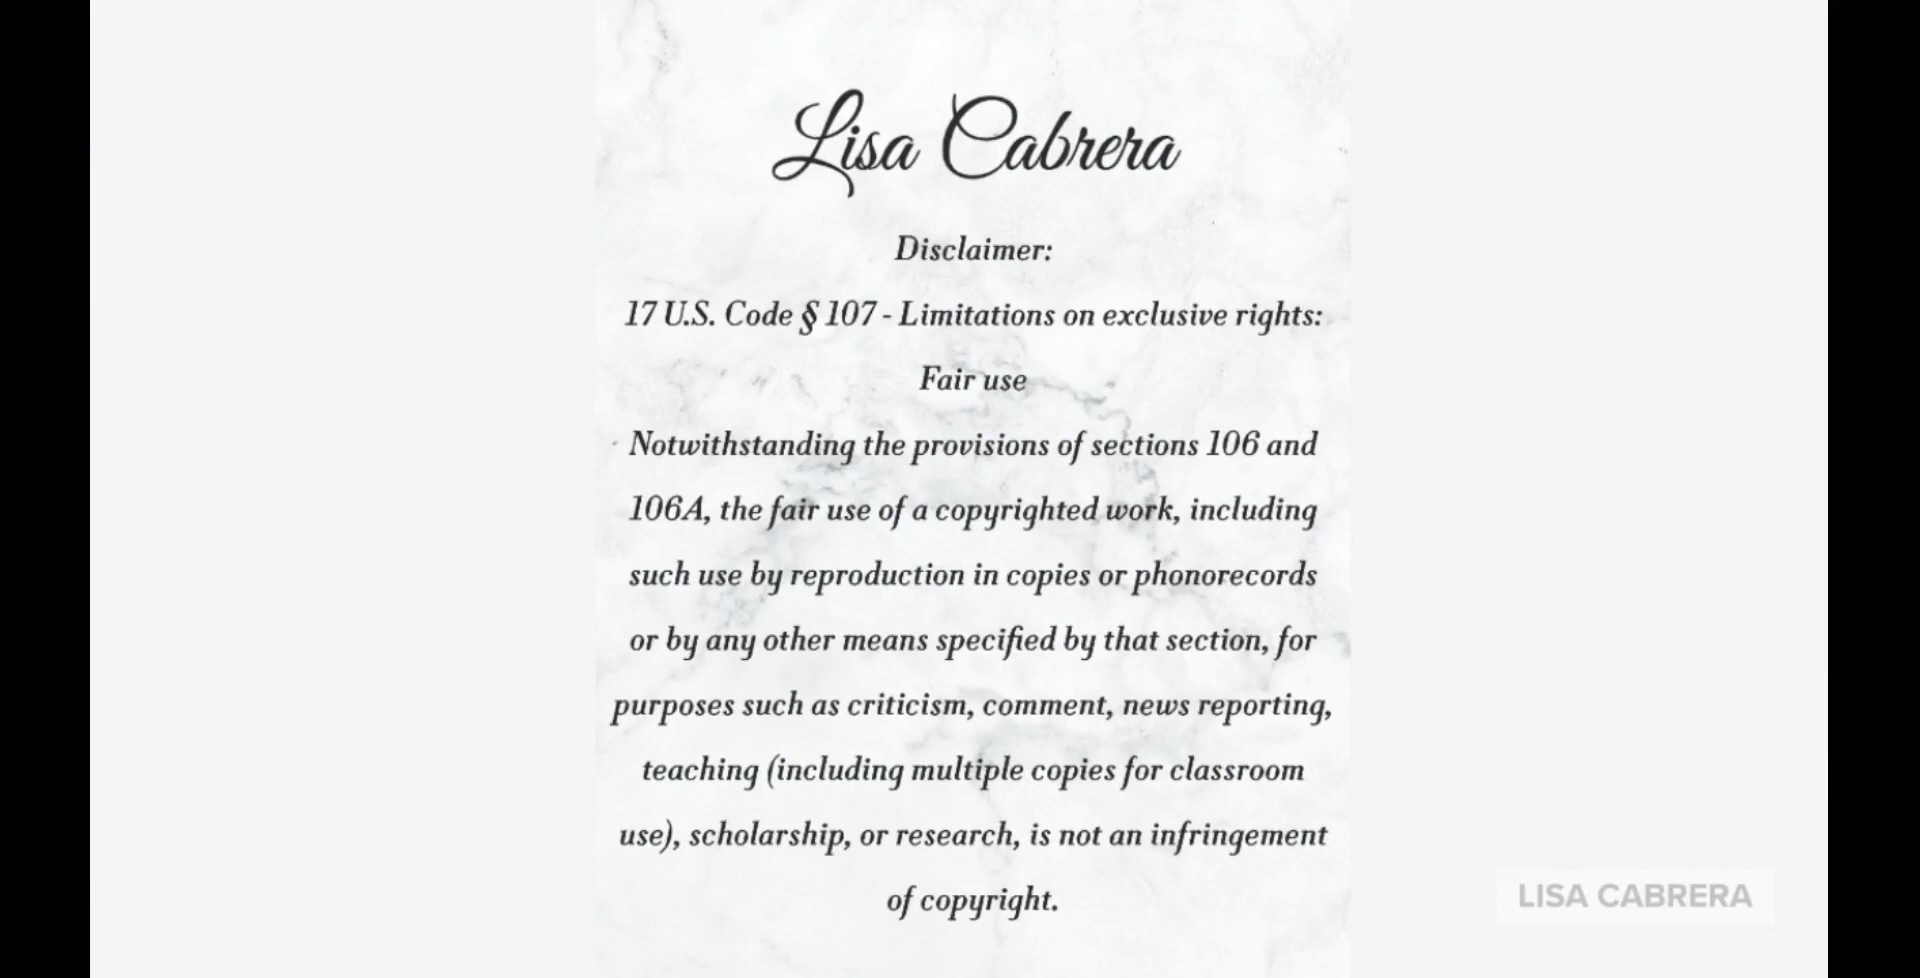 Lisa Cabrera
Disclaimer:
17 U.S. Code § 107 - Limitations on exclusive rights:
Fair use
Notwithstanding the provisions of sections 106 and
106A, the fair use of a copyrighted work, including
such use by reproduction in copies or phonorecords
or by any other means specified by that section, for
purposes such as criticism, comment, news reporting,
teaching (including multiple copies for classroom
use), scholarship, or research, is not an infringement
of copyright.
LISA CABRERA